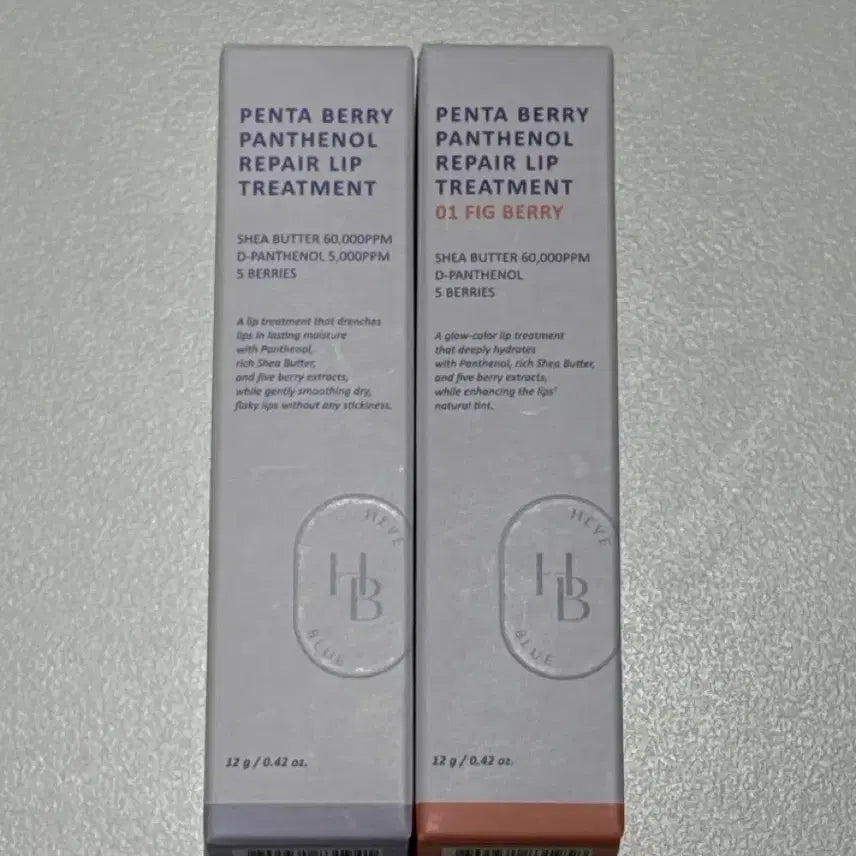 PENTA BERRY
PANTHENOL
REPAIR LIP
TREATMENT
SHEA BUTTER 60,000PPM
D-PANTHENOL 5,000PPM
5 BERRIES
A lip treatment that drenches
lips in lasting moisture
with Panthenol,
rich Shea Butter,
and five berry extracts,
while gently smoothing dry,
flaky lips without any stickiness.
HEVE
HB
BLUE
12 g / 0.42 oz.
PENTA BERRY
PANTHENOL
REPAIR LIP
TREATMENT
01 FIG BERRY
SHEA BUTTER 60,000PPM
D-PANTHENOL
5 BERRIES
A glow-color lip treatment
that deeply hydrates
with Panthenol, rich Shea Butter,
and five berry extracts,
while enhancing the lips'
natural tint.
HEVE
HB
BLUE
12 g / 0.42 oz.